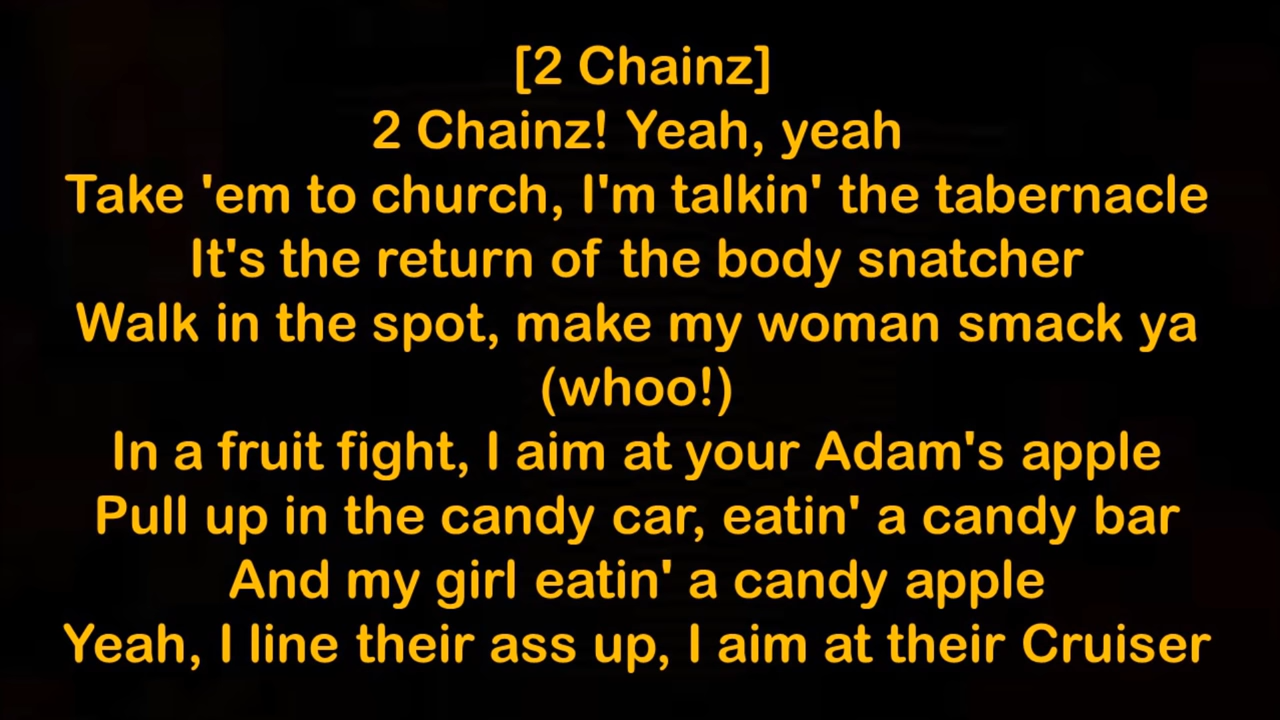 [2 Chainz]
2 Chainz! Yeah, yeah
Take 'em to church, I'm talkin' the tabernacle
It's the return of the body snatcher
Walk in the spot, make my woman smack ya
(whoo!)
In a fruit fight, I aim at your Adam's apple
Pull up in the candy car, eatin' a candy bar
And my girl eatin' a candy apple
Yeah, I line their ass up, I aim at their Cruiser